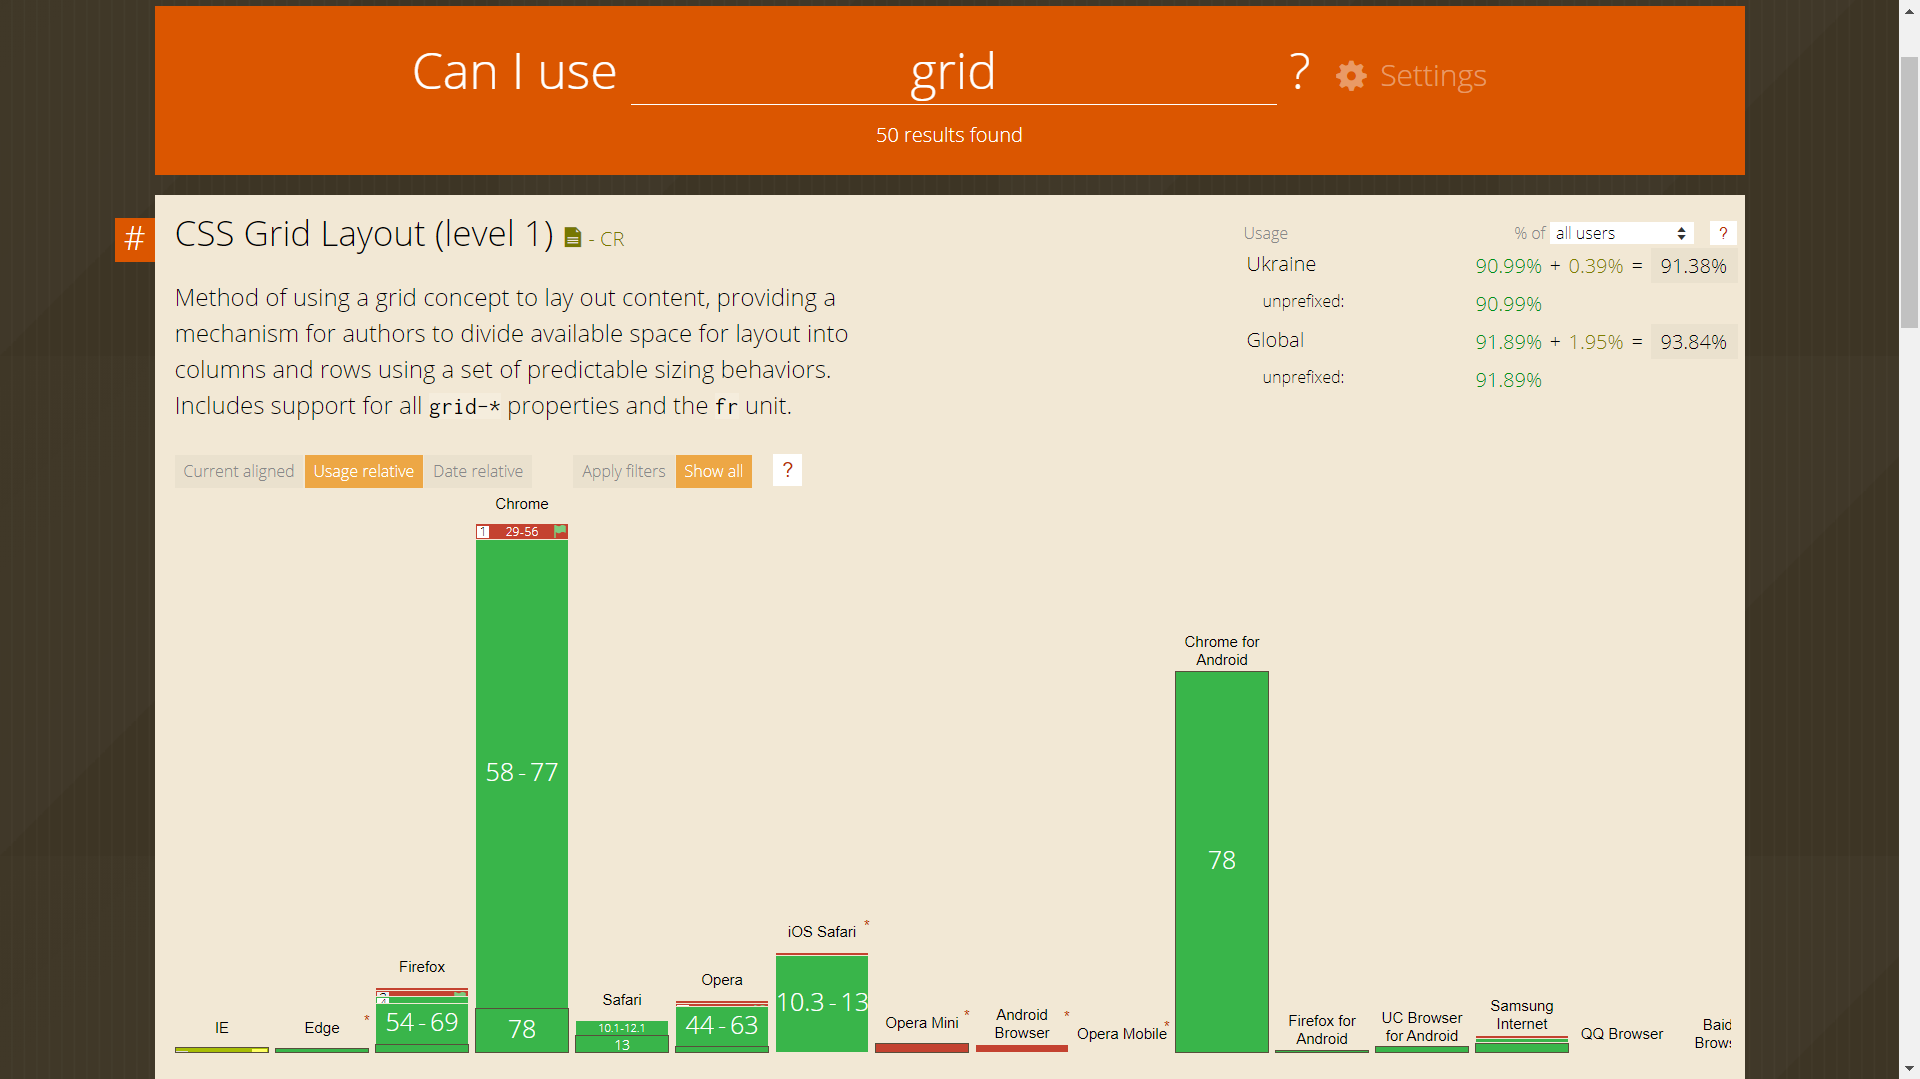 Can I use grid ? Settings
50 results found
#
CSS Grid Layout (level 1) - CR
Method of using a grid concept to lay out content, providing a
mechanism for authors to divide available space for layout into
columns and rows using a set of predictable sizing behaviors.
Includes support for all grid-* properties and the fr unit.
Usage % of all users ?
Ukraine 90.99% + 0.39% = 91.38%
unprefixed: 90.99%
Global 91.89% + 1.95% = 93.84%
unprefixed: 91.89%
Current aligned Usage relative Date relative Apply filters Show all ?
IE
Edge *
Firefox
54 - 69
Chrome
1 29-56
58 - 77
78
Safari
10.1-12.1
13
Opera
44 - 63
iOS Safari *
10.3 - 13
Opera Mini *
Android
Browser *
Opera Mobile *
Chrome for
Android
78
Firefox for
Android
UC Browser
for Android
Samsung
Internet
QQ Browser
Baid
Brows